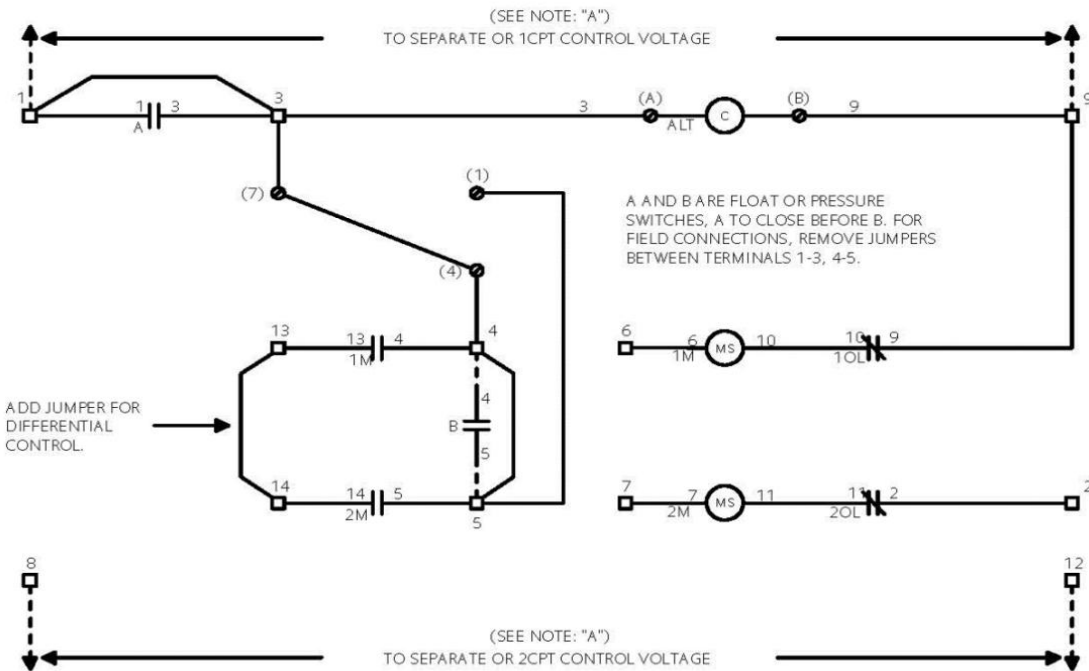 (SEE NOTE: "A")
TO SEPARATE OR 1CPT CONTROL VOLTAGE
1
1 3
A
3
3
(A)
ALT
C
(B)
9
9
(7)
(1)
A AND B ARE FLOAT OR PRESSURE
SWITCHES, A TO CLOSE BEFORE B. FOR
FIELD CONNECTIONS, REMOVE JUMPERS
BETWEEN TERMINALS 1-3, 4-5.
(4)
13
13 4
1M
4
6
6
1M
MS
10
10 9
1OL
ADD JUMPER FOR
DIFFERENTIAL
CONTROL.
4
B
5
14
14 5
2M
5
7
7
2M
MS
11
11 2
2OL
2
8
12
(SEE NOTE: "A")
TO SEPARATE OR 2CPT CONTROL VOLTAGE